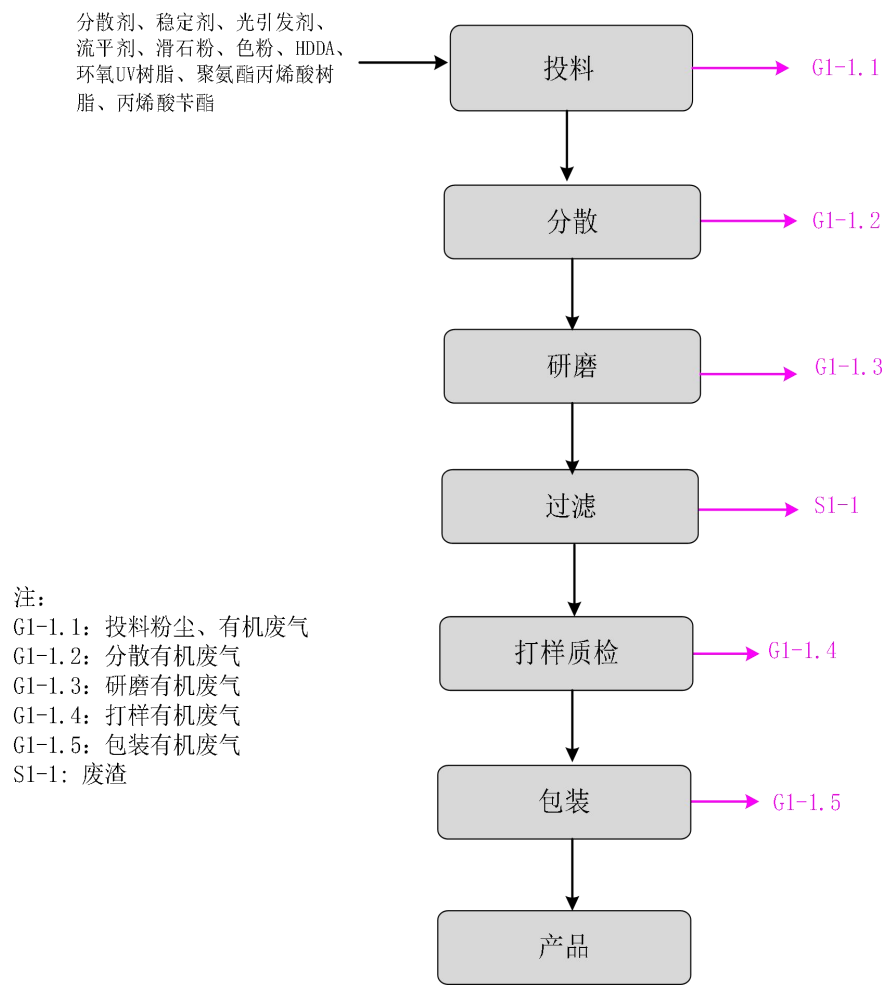 分散剂、稳定剂、光引发剂、
流平剂、滑石粉、色粉、HDDA、
环氧UV树脂、聚氨酯丙烯酸树
脂、丙烯酸苄酯
投料
G1-1.1
分散
G1-1.2
研磨
G1-1.3
过滤
S1-1
打样质检
G1-1.4
包装
G1-1.5
产品
注：
G1-1.1：投料粉尘、有机废气
G1-1.2：分散有机废气
G1-1.3：研磨有机废气
G1-1.4：打样有机废气
G1-1.5：包装有机废气
S1-1：废渣